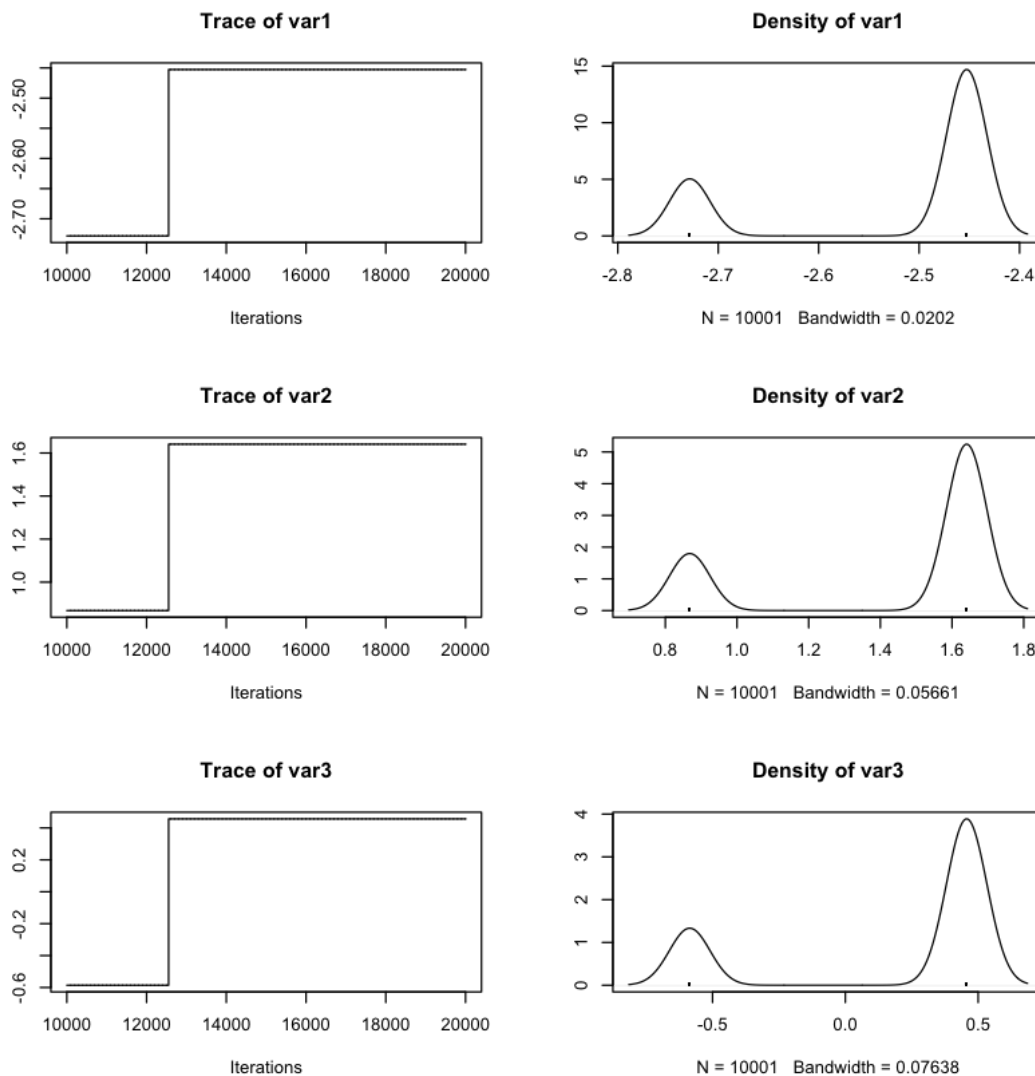 Trace of var1
Density of var1
-2.50
-2.60
-2.70
10000 12000 14000 16000 18000 20000
Iterations
15
10
5
0
-2.8 -2.7 -2.6 -2.5 -2.4
N = 10001 Bandwidth = 0.0202
Trace of var2
Density of var2
1.6
1.4
1.2
1.0
10000 12000 14000 16000 18000 20000
Iterations
5
4
3
2
1
0
0.8 1.0 1.2 1.4 1.6 1.8
N = 10001 Bandwidth = 0.05661
Trace of var3
Density of var3
0.2
-0.2
-0.6
10000 12000 14000 16000 18000 20000
Iterations
4
3
2
1
0
-0.5 0.0 0.5
N = 10001 Bandwidth = 0.07638